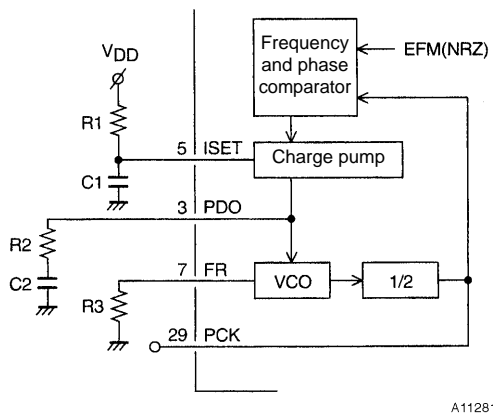 Frequency
and phase
comparator
EFM(NRZ)
VDD
R1
5 ISET
Charge pump
C1
3 PDO
R2
7 FR
VCO
1/2
C2
R3
29 PCK
A11281